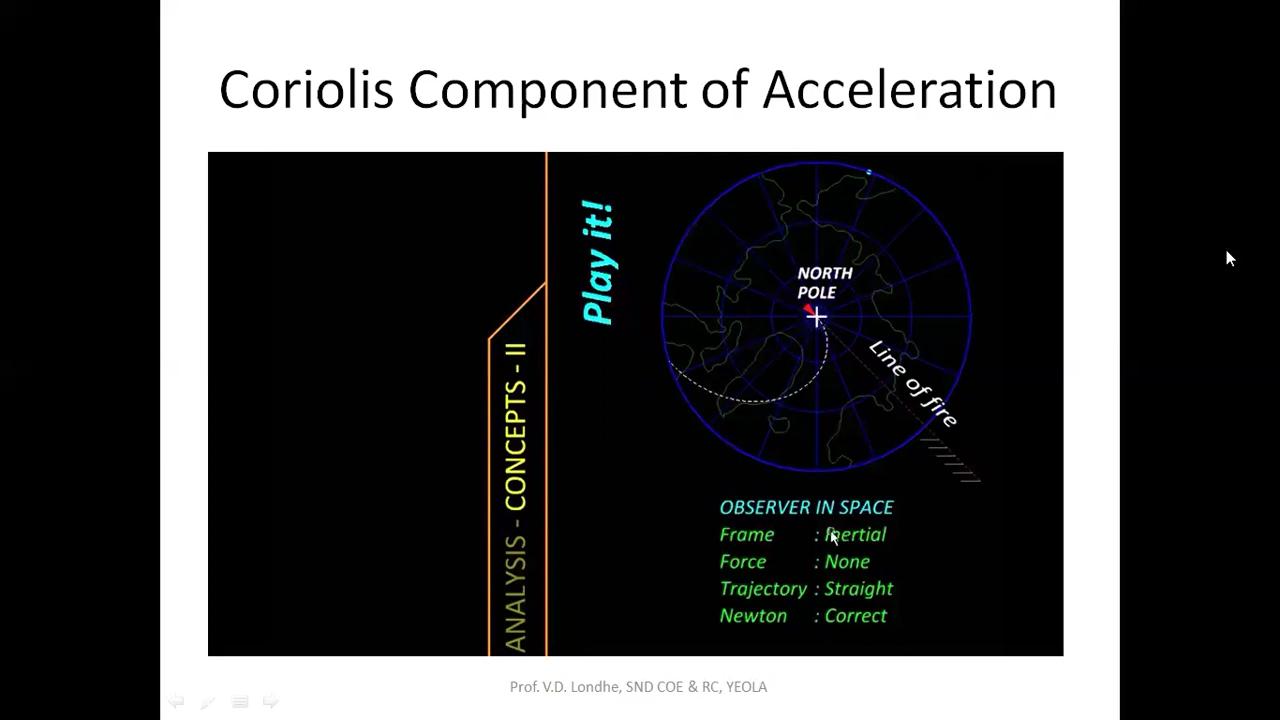 Coriolis Component of Acceleration
ANALYSIS - CONCEPTS - II
Play it!
NORTH
POLE
Line of fire
OBSERVER IN SPACE
Frame : Inertial
Force : None
Trajectory : Straight
Newton : Correct
Prof. V.D. Londhe, SND COE & RC, YEOLA